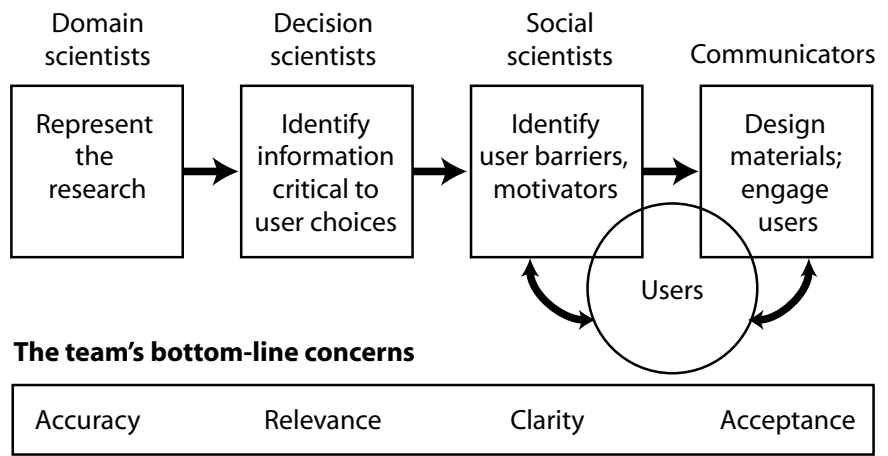 Domain
scientists
Decision
scientists
Social
scientists
Communicators
Represent
the
research
Identify
information
critical to
user choices
Identify
user barriers,
motivators
Design
materials;
engage
users
Users
The team's bottom-line concerns
Accuracy
Relevance
Clarity
Acceptance